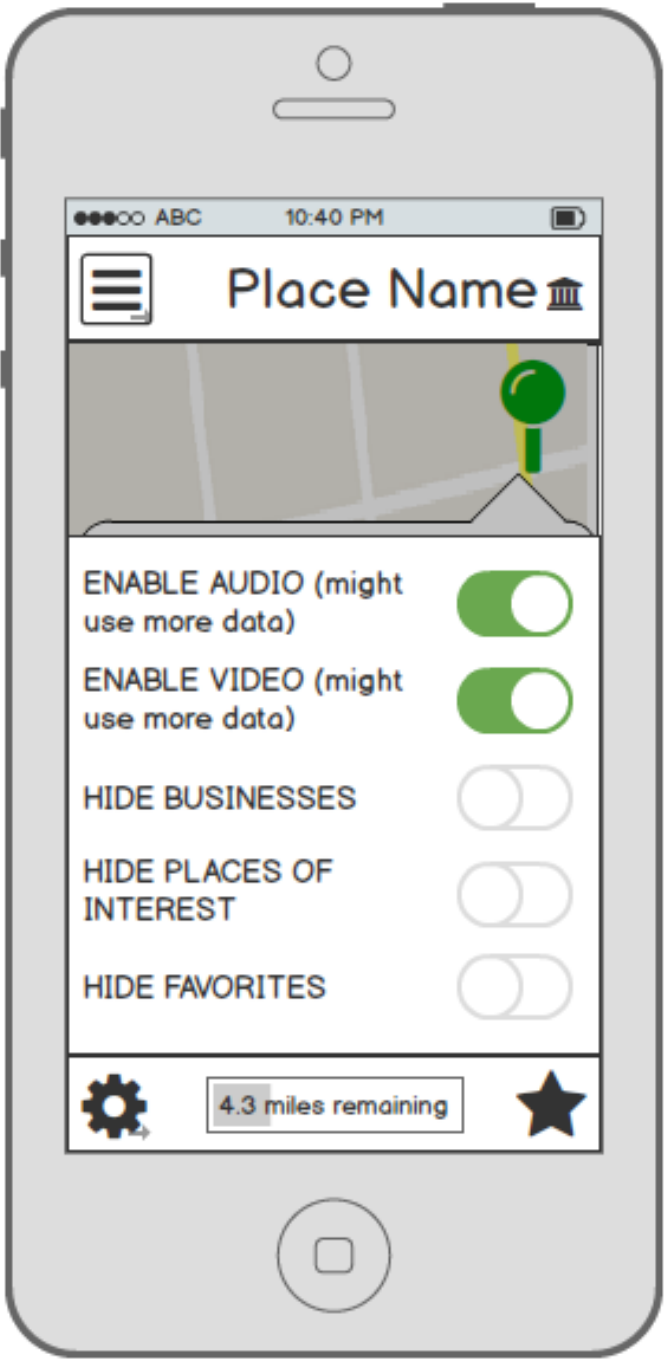 ABC 10:40 PM
Place Name
ENABLE AUDIO (might
use more data)
ENABLE VIDEO (might
use more data)
HIDE BUSINESSES
HIDE PLACES OF
INTEREST
HIDE FAVORITES
4.3 miles remaining